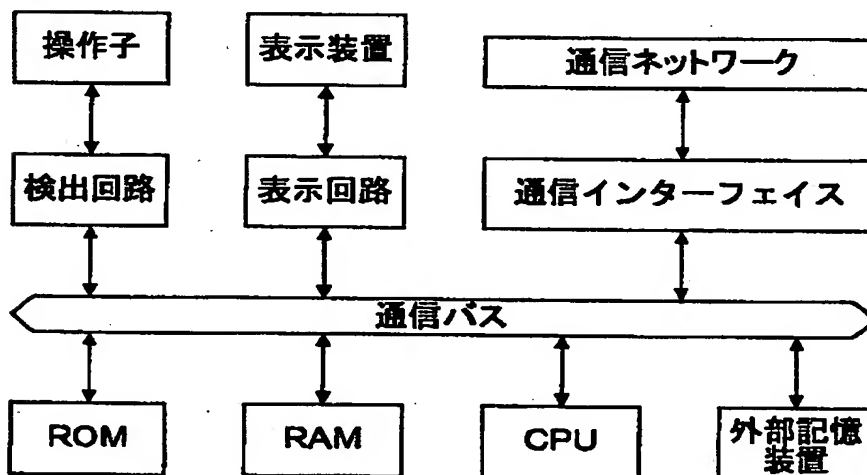 操作子
表示装置
通信ネットワーク
検出回路
表示回路
通信インターフェイス
通信バス
ROM
RAM
CPU
外部記憶
装置